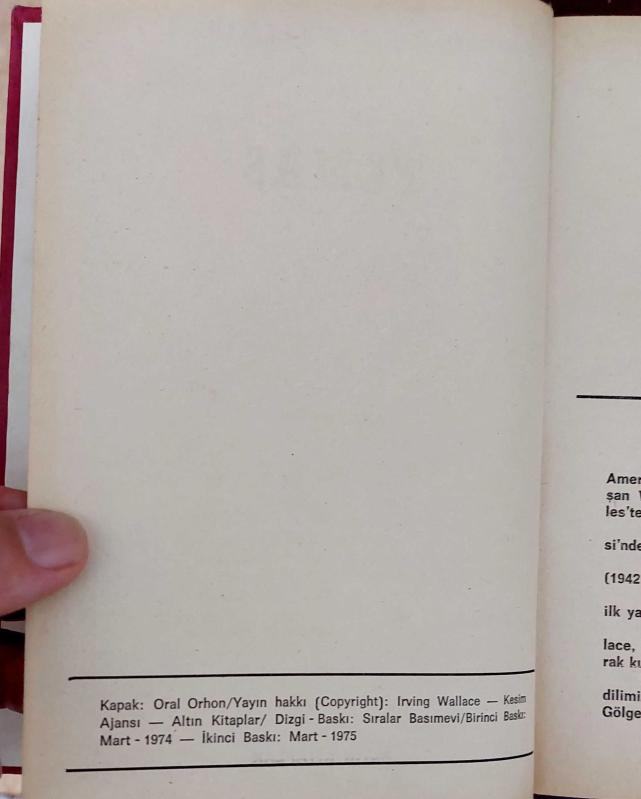 Kapak: Oral Orhon/Yayın hakkı (Copyright): Irving Wallace — Kesim
Ajansı — Altın Kitaplar/ Dizgi - Baskı: Sıralar Basımevi/Birinci Baskı:
Mart - 1974 — İkinci Baskı: Mart - 1975
Amer
şan
les'te
si'nde
(1942
ilk ya
lace,
rak ku
dilimi
Gölge